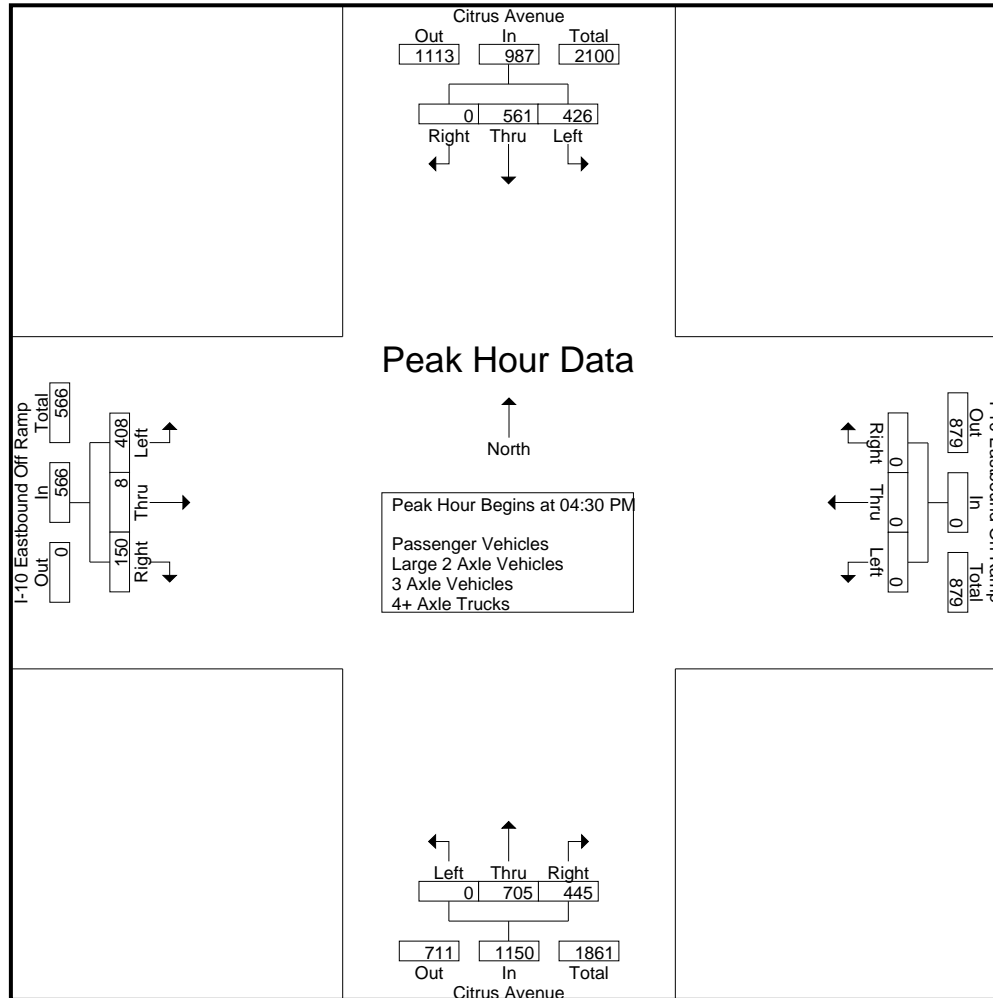 Citrus Avenue
Out In Total
1113 987 2100
0 561 426
Right Thru Left
Peak Hour Data
North
Peak Hour Begins at 04:30 PM
Passenger Vehicles
Large 2 Axle Vehicles
3 Axle Vehicles
4+ Axle Trucks
I-10 Eastbound Off Ramp
Total In Out
566 566 0
408 8 150
Left Thru Right
Out In Total
879 0 879
0 0 0
Right Thru Left
Left Thru Right
0 705 445
711 1150 1861
Out In Total
Citrus Avenue